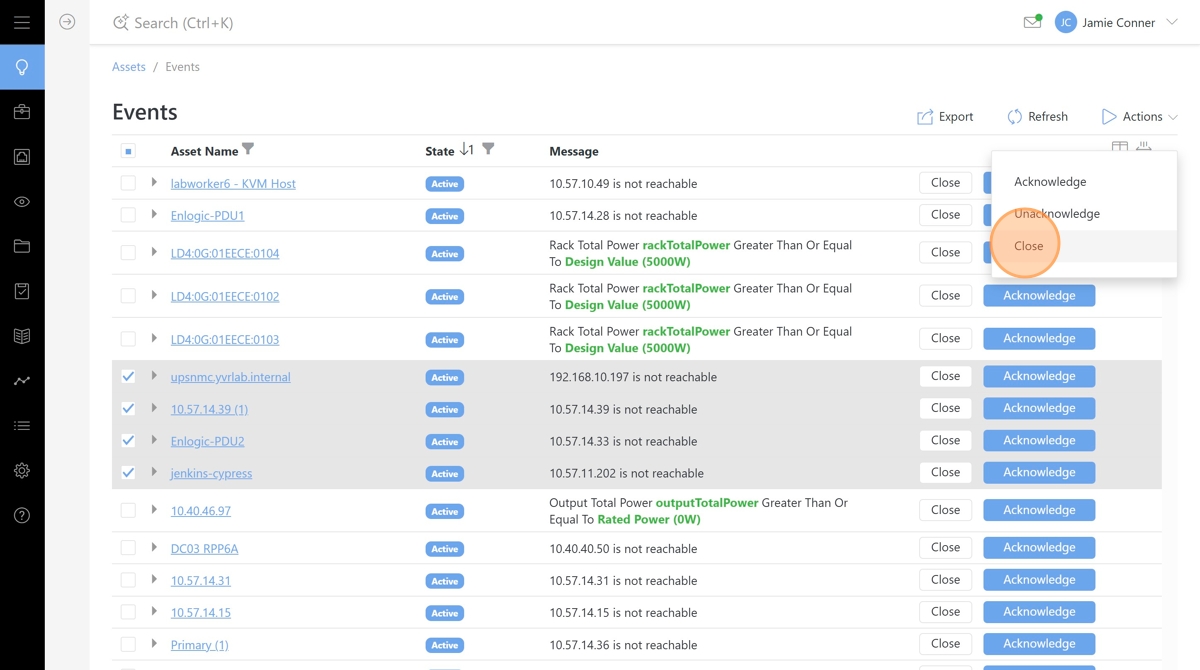 Search (Ctrl+K)
JC Jamie Conner
Assets / Events
Events
Export Refresh Actions
Asset Name State 1 Message
labworker6 - KVM Host Active 10.57.10.49 is not reachable Close
Acknowledge
Enlogic-PDU1 Active 10.57.14.28 is not reachable Close
Unacknowledge
LD4:0G:01EECE:0104 Active Rack Total Power rackTotalPower Greater Than Or Equal
To Design Value (5000W) Close
Close
LD4:0G:01EECE:0102 Active Rack Total Power rackTotalPower Greater Than Or Equal
To Design Value (5000W) Close Acknowledge
LD4:0G:01EECE:0103 Active Rack Total Power rackTotalPower Greater Than Or Equal
To Design Value (5000W) Close Acknowledge
upsnmc.yvrlab.internal Active 192.168.10.197 is not reachable Close Acknowledge
10.57.14.39 (1) Active 10.57.14.39 is not reachable Close Acknowledge
Enlogic-PDU2 Active 10.57.14.33 is not reachable Close Acknowledge
jenkins-cypress Active 10.57.11.202 is not reachable Close Acknowledge
10.40.46.97 Active Output Total Power outputTotalPower Greater Than Or
Equal To Rated Power (0W) Close Acknowledge
DC03 RPP6A Active 10.40.40.50 is not reachable Close Acknowledge
10.57.14.31 Active 10.57.14.31 is not reachable Close Acknowledge
10.57.14.15 Active 10.57.14.15 is not reachable Close Acknowledge
Primary (1) Active 10.57.14.36 is not reachable Close Acknowledge